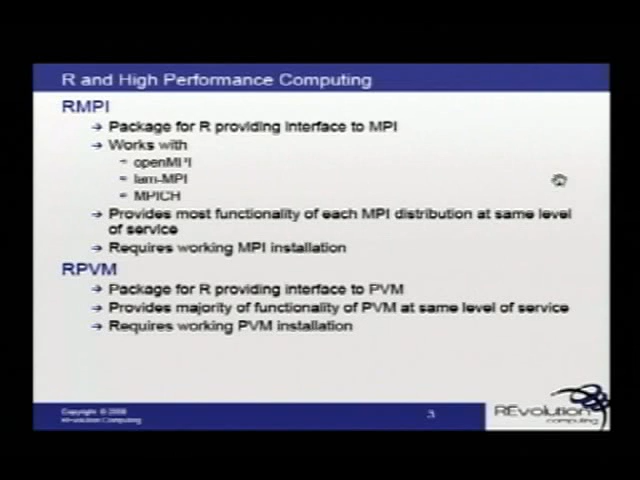 R and High Performance Computing
RMPI
Package for R providing interface to MPI
Works with
openMPI
lam-MPI
MPICH
Provides most functionality of each MPI distribution at same level
of service
Requires working MPI installation
RPVM
Package for R providing interface to PVM
Provides majority of functionality of PVM at same level of service
Requires working PVM installation
Copyright © 2008
REvolution Computing
3
REvolution
computing